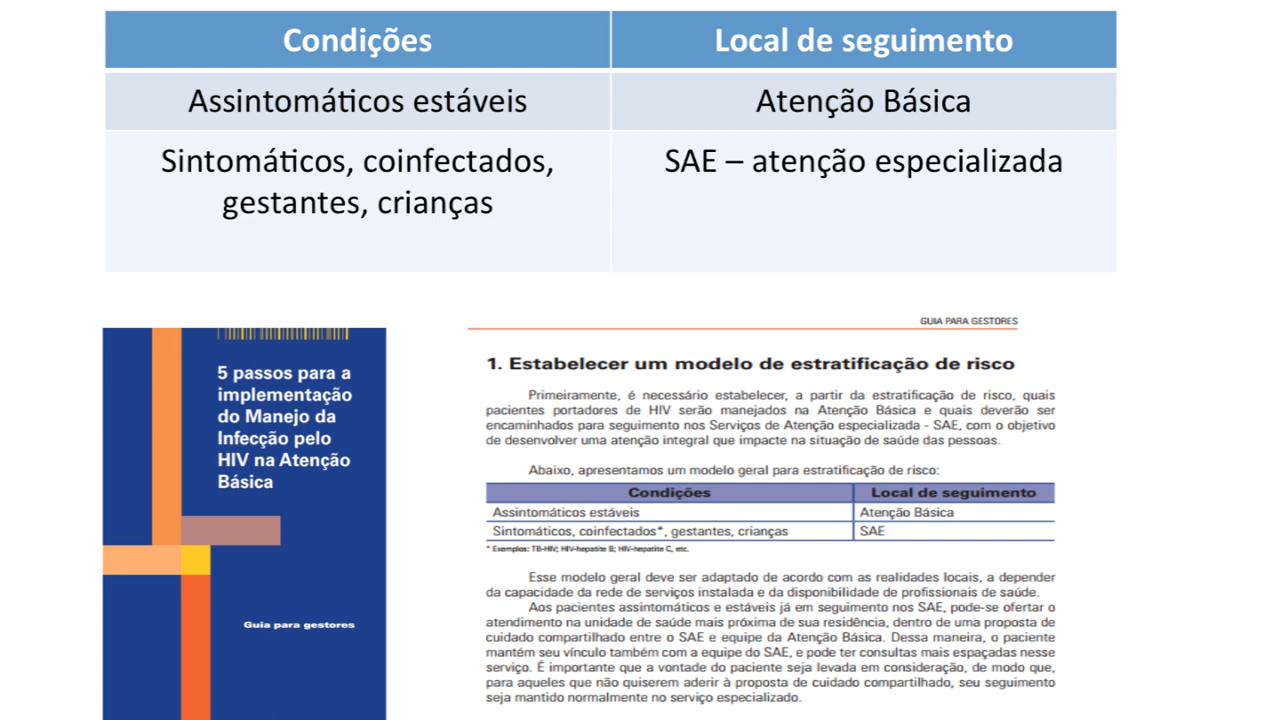 Condições
Local de seguimento
Assintomáticos estáveis
Atenção Básica
Sintomáticos, coinfectados,
gestantes, crianças
SAE – atenção especializada
5 passos para a
implementação
do Manejo da
Infecção pelo
HIV na Atenção
Básica
Guia para gestores
GUIA PARA GESTORES
1. Estabelecer um modelo de estratificação de risco
Primeiramente, é necessário estabelecer, a partir da estratificação de risco, quais
pacientes portadores de HIV serão manejados na Atenção Básica e quais deverão ser
encaminhados para seguimento nos Serviços de Atenção especializada - SAE, com o objetivo
de desenvolver uma atenção integral que impacte na situação de saúde das pessoas.
Abaixo, apresentamos um modelo geral para estratificação de risco:
Condições
Local de seguimento
Assintomáticos estáveis
Atenção Básica
Sintomáticos, coinfectados*, gestantes, crianças
SAE
* Exemplos: TB-HIV; HIV-hepatite B; HIV-hepatite C, etc.
Esse modelo geral deve ser adaptado de acordo com as realidades locais, a depender
da capacidade da rede de serviços instalada e da disponibilidade de profissionais de saúde.
Aos pacientes assintomáticos e estáveis já em seguimento nos SAE, pode-se ofertar o
atendimento na unidade de saúde mais próxima de sua residência, dentro de uma proposta de
cuidado compartilhado entre o SAE e equipe da Atenção Básica. Dessa maneira, o paciente
mantém seu vínculo também com a equipe do SAE, e pode ter consultas mais espaçadas nesse
serviço. É importante que a vontade do paciente seja levada em consideração, de modo que,
para aqueles que não quiserem aderir à proposta de cuidado compartilhado, seu seguimento
seja mantido normalmente no serviço especializado.